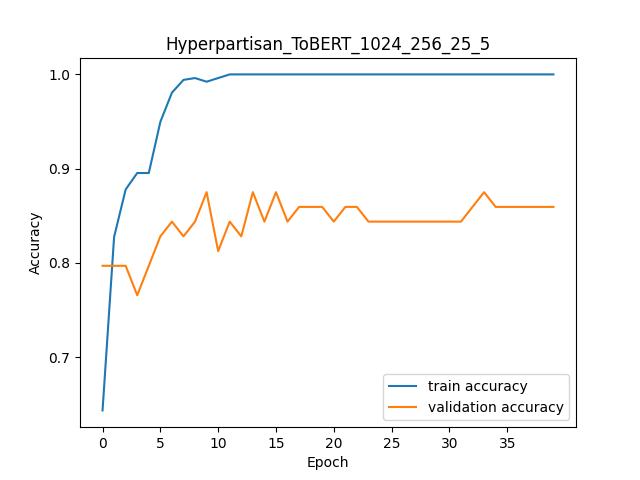 Hyperpartisan_ToBERT_1024_256_25_5
1.0
0.9
0.8
0.7
Accuracy
train accuracy
validation accuracy
0 5 10 15 20 25 30 35
Epoch